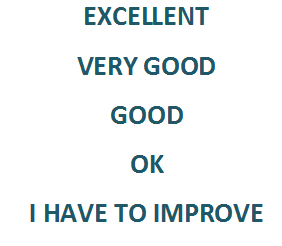 EXCELLENT
VERY GOOD
GOOD
OK
I HAVE TO IMPROVE